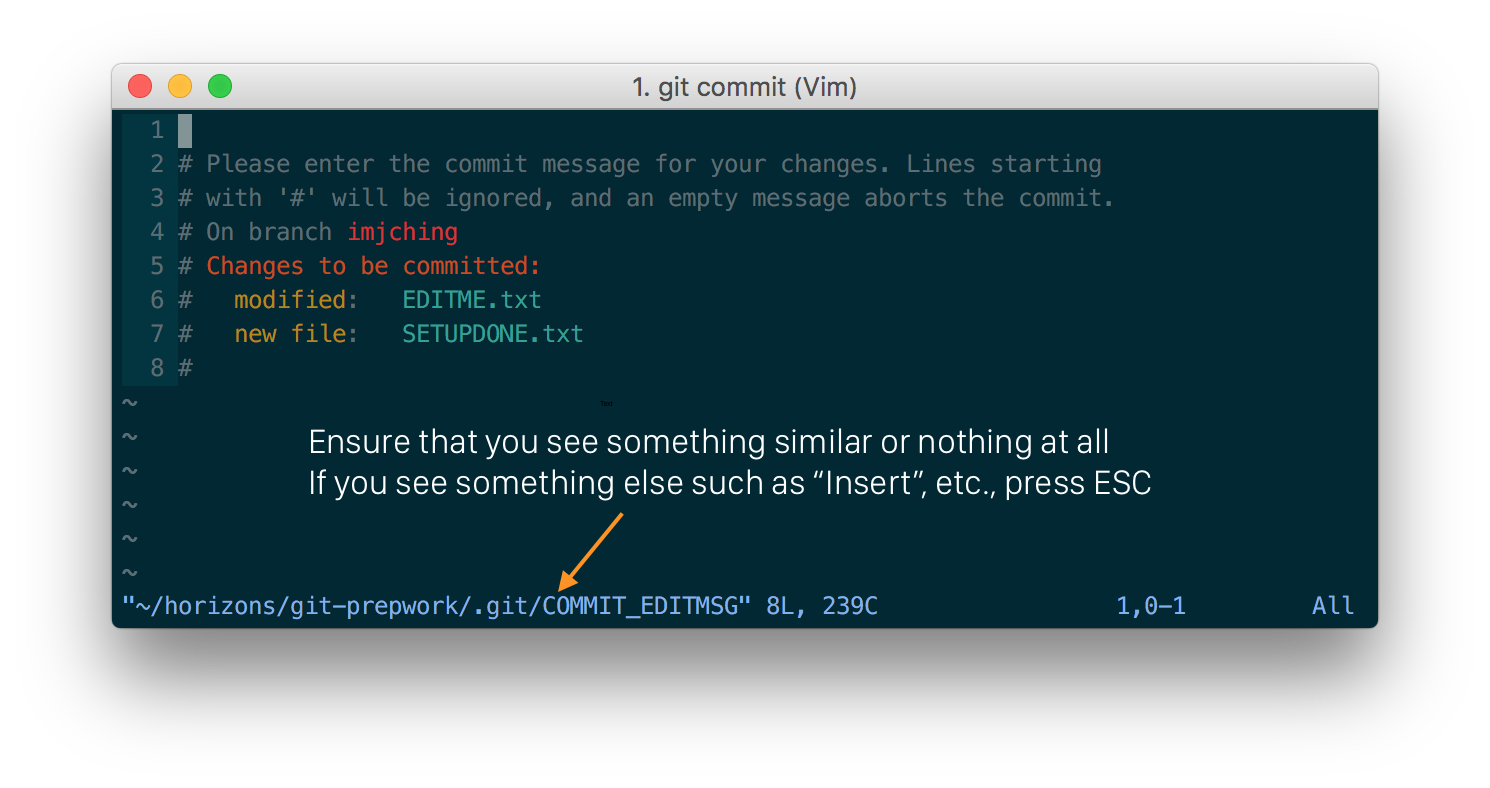 1. git commit (Vim)
1
2 # Please enter the commit message for your changes. Lines starting
3 # with '#' will be ignored, and an empty message aborts the commit.
4 # On branch imjching
5 # Changes to be committed:
6 #   modified:   EDITME.txt
7 #   new file:   SETUPDONE.txt
8 #
~
Text
~
Ensure that you see something similar or nothing at all
~
If you see something else such as “Insert”, etc., press ESC
~
~
~
"~/horizons/git-prepwork/.git/COMMIT_EDITMSG" 8L, 239C 1,0-1 All